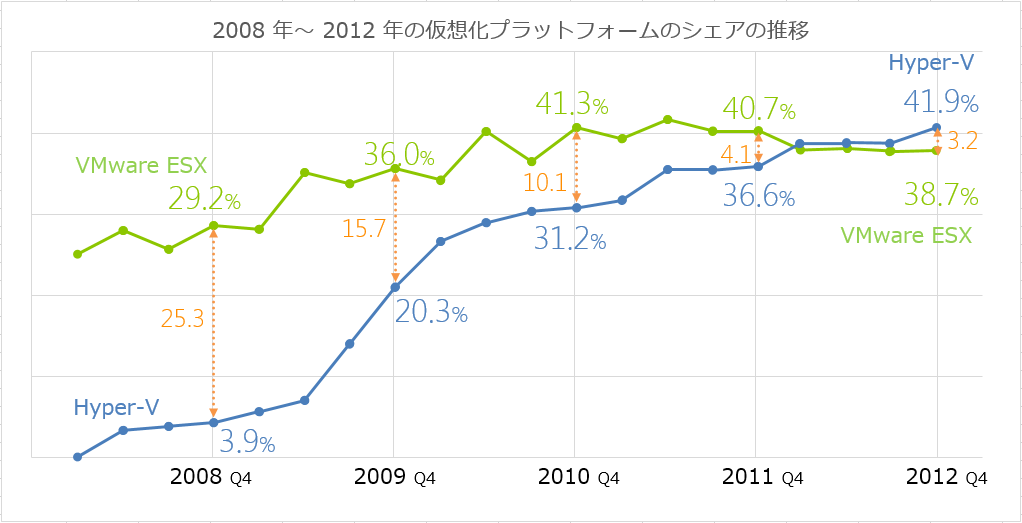 2008 年～ 2012 年の仮想化プラットフォームのシェアの推移
Hyper-V
41.9%
41.3%
40.7%
3.2
36.0%
4.1
VMware ESX
10.1
29.2%
36.6%
38.7%
15.7
31.2%
VMware ESX
25.3
20.3%
Hyper-V
3.9%
2008 Q4
2009 Q4
2010 Q4
2011 Q4
2012 Q4